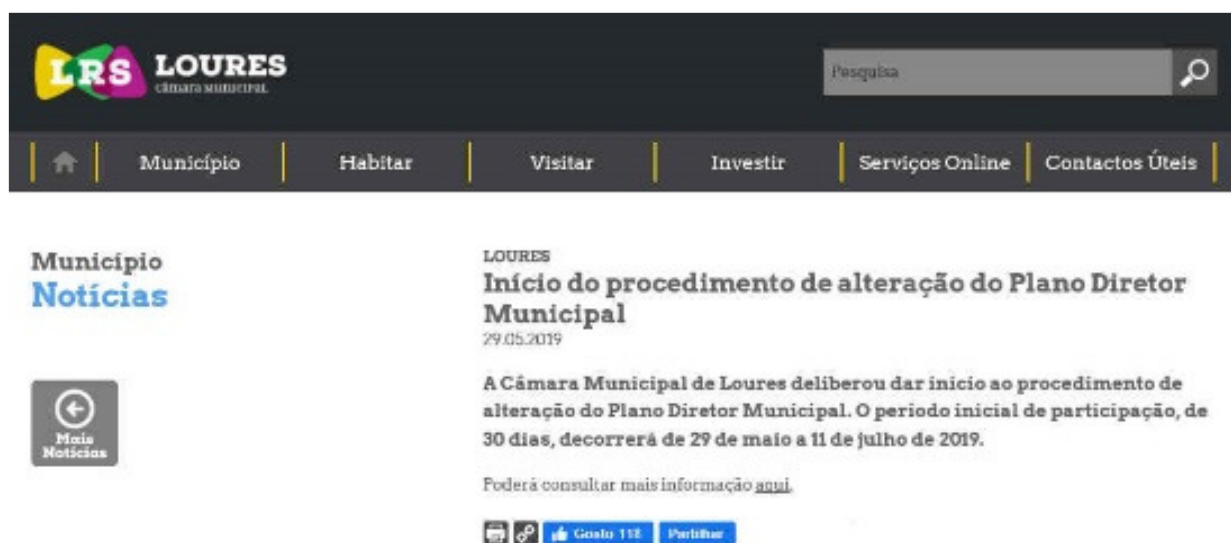 LRS LOURES
CÂMARA MUNICIPAL
Pesquisa
Município Habitar Visitar Investir Serviços Online Contactos Úteis
Município
Notícias
Mais
Notícias
LOURES
Início do procedimento de alteração do Plano Diretor
Municipal
29.05.2019
A Câmara Municipal de Loures deliberou dar início ao procedimento de
alteração do Plano Diretor Municipal. O período inicial de participação, de
30 dias, decorrerá de 29 de maio a 11 de julho de 2019.
Poderá consultar mais informação aqui.
Gosto 118 Partilhar